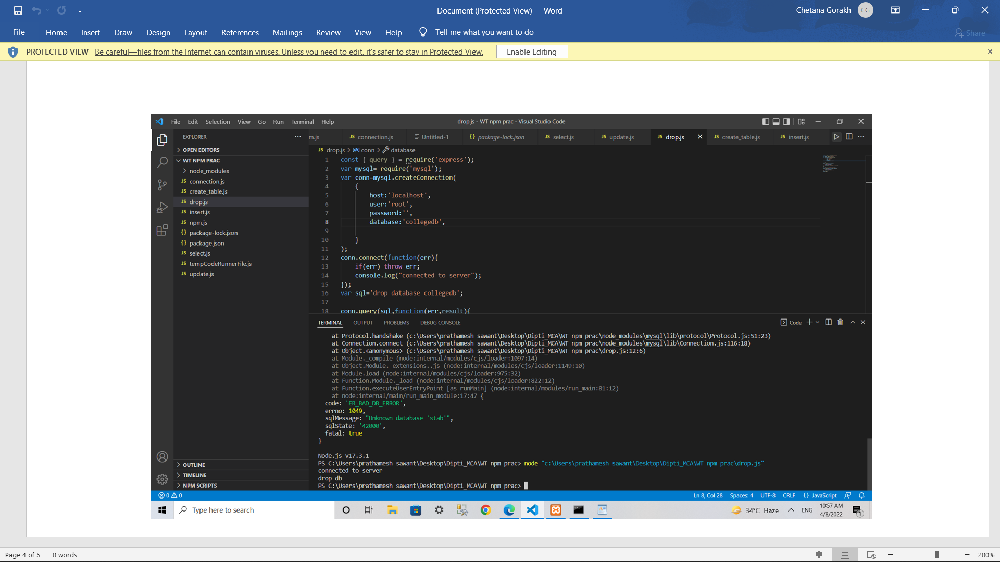 Document (Protected View) - Word
Chetana Gorakh CG
File Home Insert Draw Design Layout References Mailings Review View Help Tell me what you want to do Share
PROTECTED VIEW Be careful—files from the Internet can contain viruses. Unless you need to edit, it's safer to stay in Protected View. Enable Editing
File Edit Selection View Go Run Terminal Help drop.js - WT npm prac - Visual Studio Code
EXPLORER
m.js connection.js Untitled-1 package-lock.json select.js update.js drop.js create_table.js insert.js
OPEN EDITORS
WT NPM PRAC
node_modules
connection.js
create_table.js
drop.js
insert.js
npm.js
package-lock.json
package.json
select.js
tempCodeRunnerFile.js
update.js
OUTLINE
TIMELINE
NPM SCRIPTS
JS drop.js > conn > database
1 const { query } = require('express');
2 var mysql= require('mysql');
3 var conn=mysql.createConnection(
4 {
5 host:'localhost',
6 user:'root',
7 password:'',
8 database:'collegedb',
9
10 }
11 );
12 conn.connect(function(err){
13 if(err) throw err;
14 console.log("connected to server");
15 });
16 var sql='drop database collegedb';
17
18 conn.query(sql,function(err,result){
TERMINAL OUTPUT PROBLEMS DEBUG CONSOLE Code
at Protocol.handshake (c:\Users\prathamesh sawant\Desktop\Dipti_MCA\WT npm prac\node_modules\mysql\lib\protocol\Protocol.js:51:23)
at Connection.connect (c:\Users\prathamesh sawant\Desktop\Dipti_MCA\WT npm prac\node_modules\mysql\lib\Connection.js:116:18)
at Object.<anonymous> (c:\Users\prathamesh sawant\Desktop\Dipti_MCA\WT npm prac\drop.js:12:6)
at Module._compile (node:internal/modules/cjs/loader:1097:14)
at Object.Module._extensions..js (node:internal/modules/cjs/loader:1149:10)
at Module.load (node:internal/modules/cjs/loader:975:32)
at Function.Module._load (node:internal/modules/cjs/loader:822:12)
at Function.executeUserEntryPoint [as runMain] (node:internal/modules/run_main:81:12)
at node:internal/main/run_main_module:17:47 {
code: 'ER_BAD_DB_ERROR',
errno: 1049,
sqlMessage: "Unknown database 'stab'",
sqlState: '42000',
fatal: true
}
Node.js v17.3.1
PS C:\Users\prathamesh sawant\Desktop\Dipti_MCA\WT npm prac> node "c:\Users\prathamesh sawant\Desktop\Dipti_MCA\WT npm prac\drop.js"
connected to server
drop db
PS C:\Users\prathamesh sawant\Desktop\Dipti_MCA\WT npm prac>
0 0 Ln 8, Col 28 Spaces: 4 UTF-8 CRLF {} JavaScript
Type here to search 34°C Haze ENG 10:57 AM
4/8/2022 1
Page 4 of 5 0 words 200%